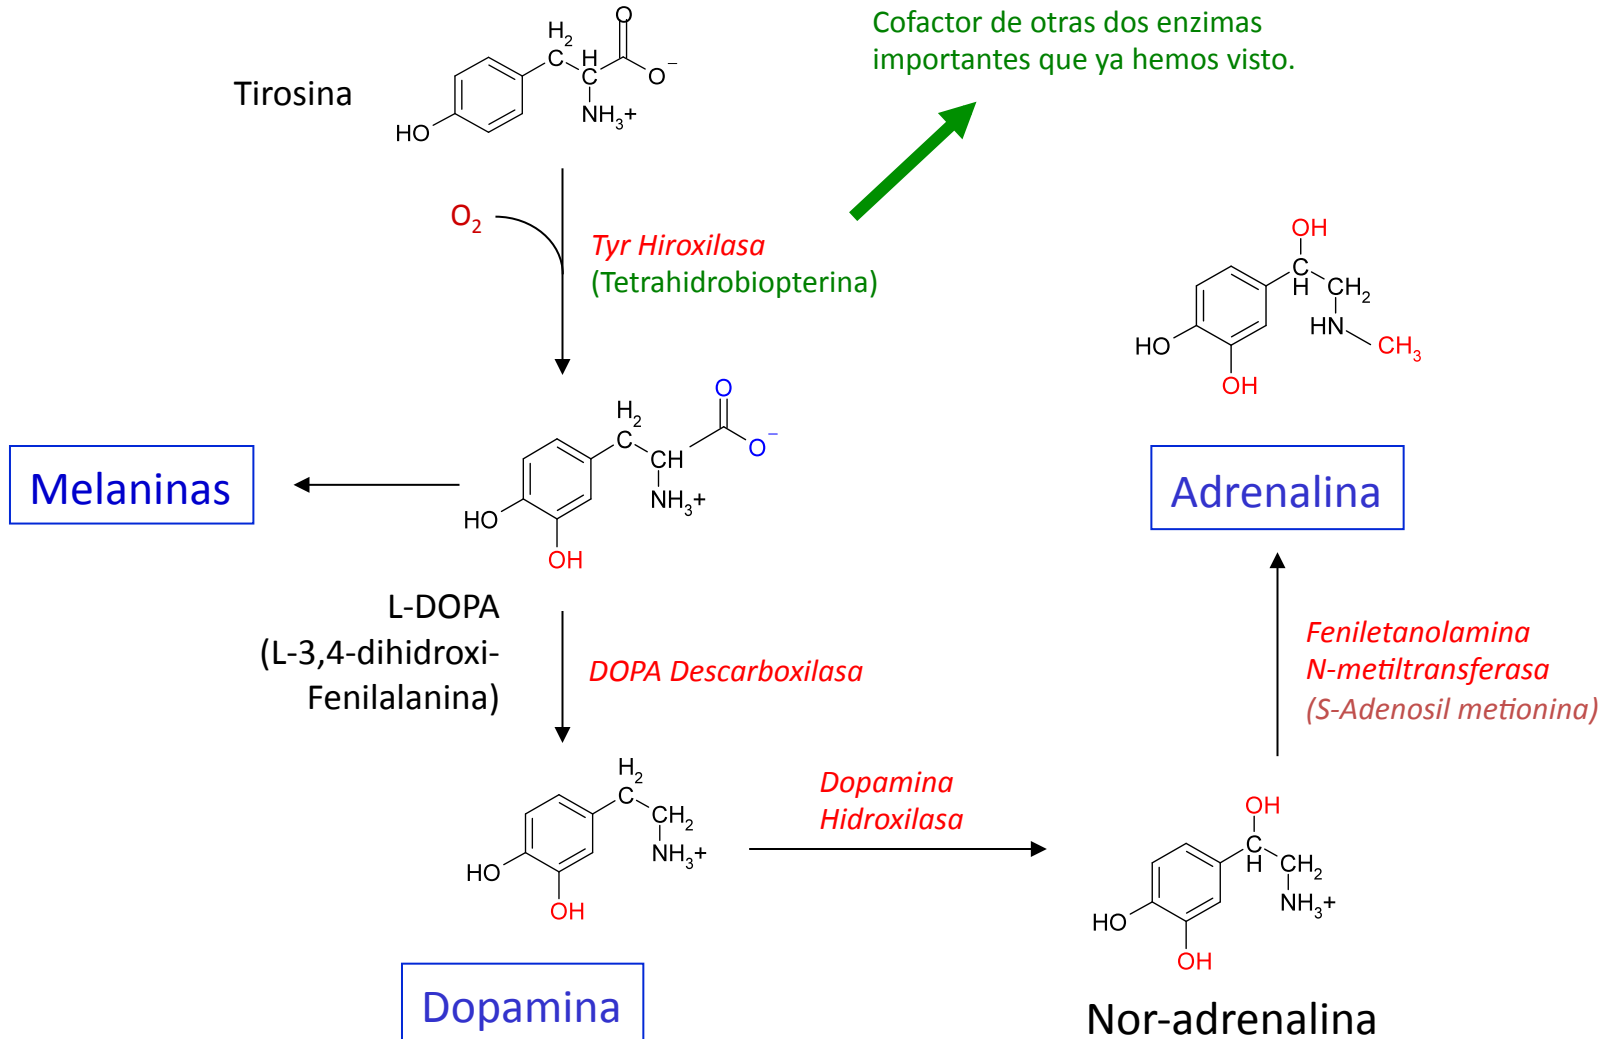 Cofactor de otras dos enzimas
importantes que ya hemos visto.
Tirosina
H2
C
H
C
O
O−
NH3+
HO
O2
Tyr Hiroxilasa
(Tetrahidrobiopterina)
H2
C
CH
O
O−
NH3+
HO
OH
Melaninas
L-DOPA
(L-3,4-dihidroxi-
Fenilalanina)
DOPA Descarboxilasa
H2
C
CH2
NH3+
HO
OH
Dopamina
Dopamina
Hidroxilasa
OH
C
H
CH2
NH3+
HO
OH
Nor-adrenalina
Feniletanolamina
N-metiltransferasa
(S-Adenosil metionina)
OH
C
H
CH2
HN
CH3
HO
OH
Adrenalina